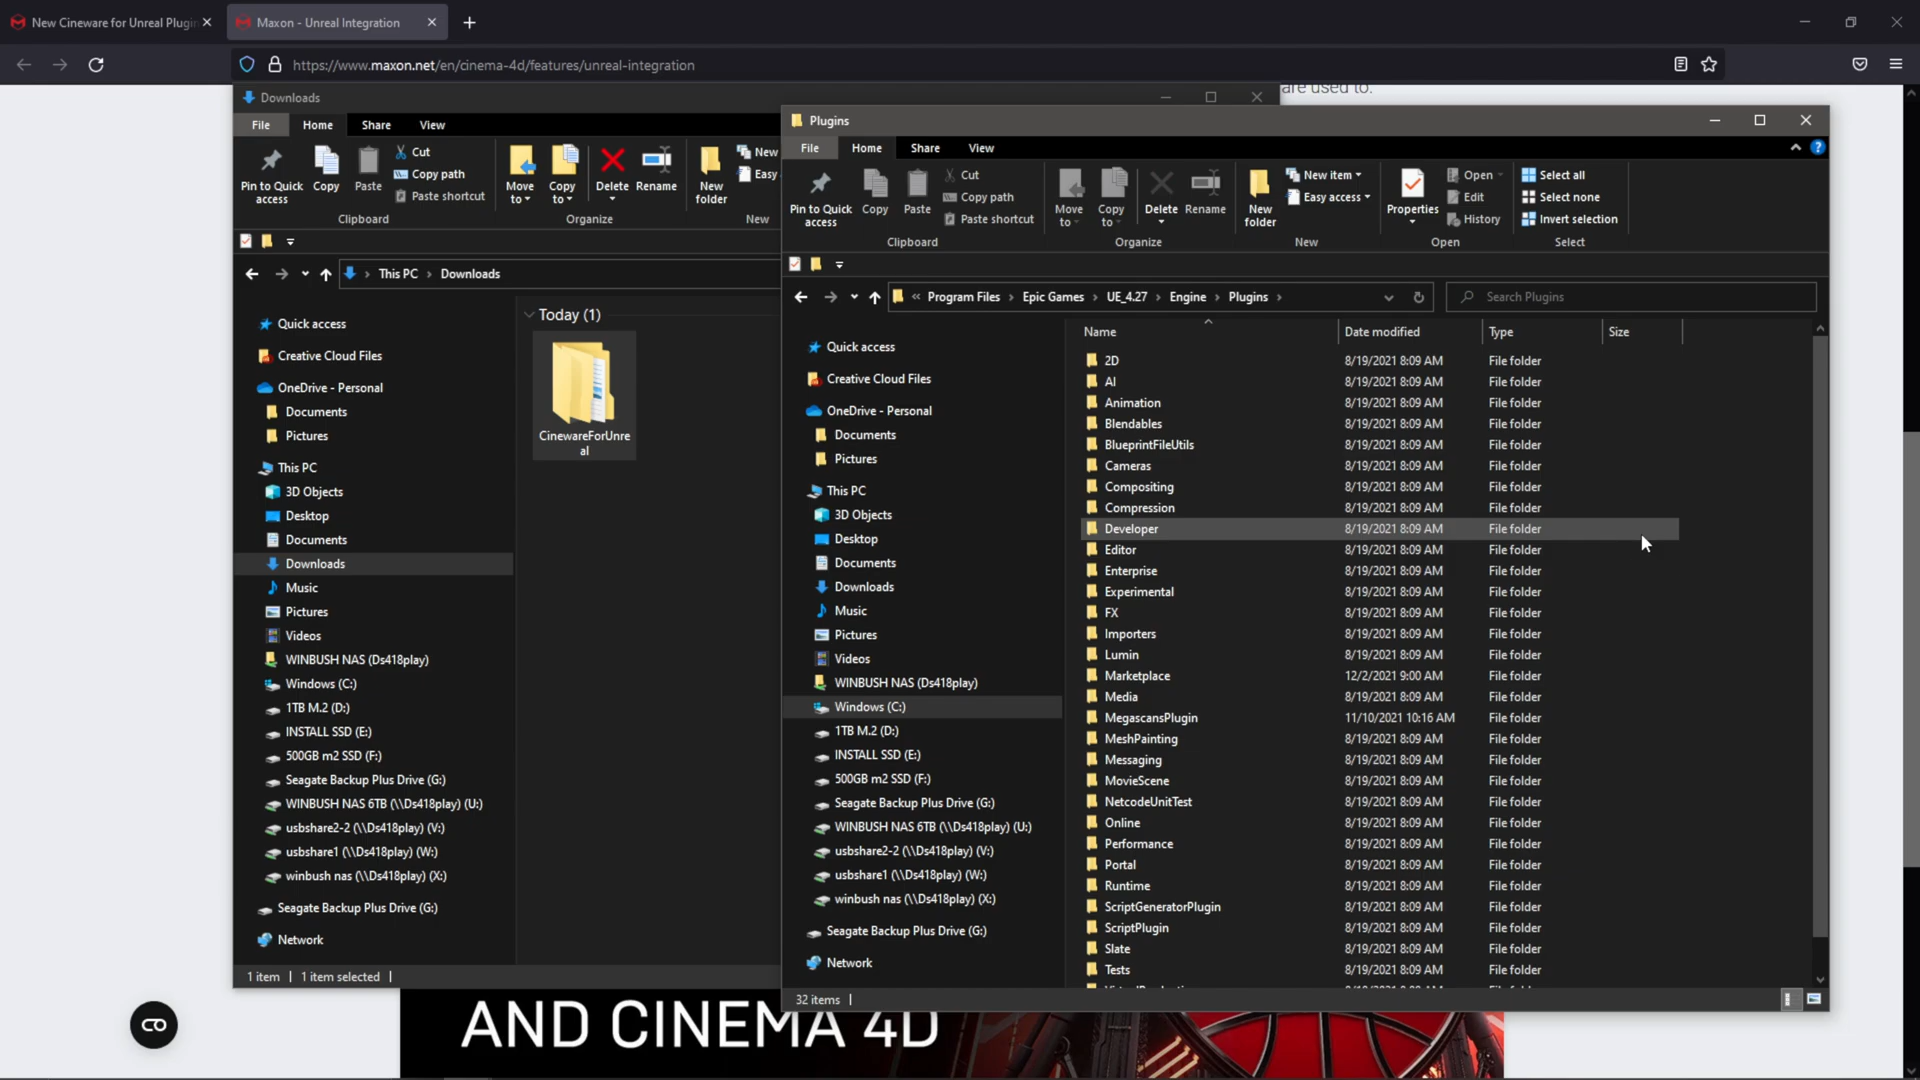 New Cineware for Unreal Plugin
Maxon - Unreal Integration
https://www.maxon.net/en/cinema-4d/features/unreal-integration
are used to.
Downloads
File Home Share View
Pin to Quick access
Copy
Paste
Cut
Copy path
Paste shortcut
Clipboard
Move to
Copy to
Delete
Rename
Organize
New folder
New
Easy
New
This PC > Downloads
Quick access
Creative Cloud Files
OneDrive - Personal
Documents
Pictures
This PC
3D Objects
Desktop
Documents
Downloads
Music
Pictures
Videos
WINBUSH NAS (Ds418play)
Windows (C:)
1TB M.2 (D:)
INSTALL SSD (E:)
500GB m2 SSD (F:)
Seagate Backup Plus Drive (G:)
WINBUSH NAS 6TB (\\Ds418play) (U:)
usbshare2-2 (\\Ds418play) (V:)
usbshare1 (\\Ds418play) (W:)
winbush nas (\\Ds418play) (X:)
Seagate Backup Plus Drive (G:)
Network
Today (1)
CinewareForUnre
al
1 item 1 item selected
Plugins
File Home Share View
Pin to Quick access
Copy
Paste
Cut
Copy path
Paste shortcut
Clipboard
Move to
Copy to
Delete
Rename
Organize
New folder
New item
Easy access
New
Properties
Open
Edit
History
Open
Select all
Select none
Invert selection
Select
« Program Files > Epic Games > UE_4.27 > Engine > Plugins >
Search Plugins
Quick access
Creative Cloud Files
OneDrive - Personal
Documents
Pictures
This PC
3D Objects
Desktop
Documents
Downloads
Music
Pictures
Videos
WINBUSH NAS (Ds418play)
Windows (C:)
1TB M.2 (D:)
INSTALL SSD (E:)
500GB m2 SSD (F:)
Seagate Backup Plus Drive (G:)
WINBUSH NAS 6TB (\\Ds418play) (U:)
usbshare2-2 (\\Ds418play) (V:)
usbshare1 (\\Ds418play) (W:)
winbush nas (\\Ds418play) (X:)
Seagate Backup Plus Drive (G:)
Network
Name Date modified Type Size
2D 8/19/2021 8:09 AM File folder
AI 8/19/2021 8:09 AM File folder
Animation 8/19/2021 8:09 AM File folder
Blendables 8/19/2021 8:09 AM File folder
BlueprintFileUtils 8/19/2021 8:09 AM File folder
Cameras 8/19/2021 8:09 AM File folder
Compositing 8/19/2021 8:09 AM File folder
Compression 8/19/2021 8:09 AM File folder
Developer 8/19/2021 8:09 AM File folder
Editor 8/19/2021 8:09 AM File folder
Enterprise 8/19/2021 8:09 AM File folder
Experimental 8/19/2021 8:09 AM File folder
FX 8/19/2021 8:09 AM File folder
Importers 8/19/2021 8:09 AM File folder
Lumin 8/19/2021 8:09 AM File folder
Marketplace 12/2/2021 9:00 AM File folder
Media 8/19/2021 8:09 AM File folder
MegascansPlugin 11/10/2021 10:16 AM File folder
MeshPainting 8/19/2021 8:09 AM File folder
Messaging 8/19/2021 8:09 AM File folder
MovieScene 8/19/2021 8:09 AM File folder
NetcodeUnitTest 8/19/2021 8:09 AM File folder
Online 8/19/2021 8:09 AM File folder
Performance 8/19/2021 8:09 AM File folder
Portal 8/19/2021 8:09 AM File folder
Runtime 8/19/2021 8:09 AM File folder
ScriptGeneratorPlugin 8/19/2021 8:09 AM File folder
ScriptPlugin 8/19/2021 8:09 AM File folder
Slate 8/19/2021 8:09 AM File folder
Tests 8/19/2021 8:09 AM File folder
32 items
AND CINEMA 4D